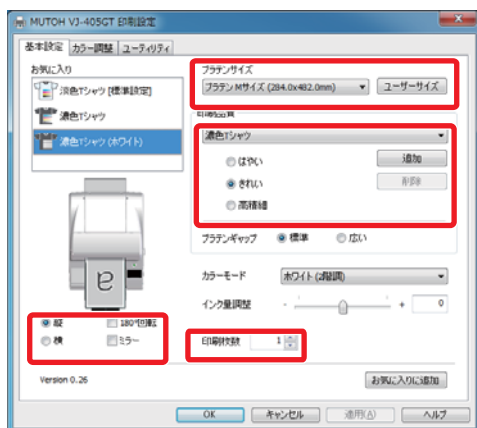 MUTOH VJ-405GT 印刷設定
基本設定 カラー調整 ユーティリティ
お気に入り
淡色Tシャツ [標準設定]
濃色Tシャツ
濃色Tシャツ (ホワイト)
a
縦 180°回転
横 ミラー
Version 0.26
プラテンサイズ
プラテン Mサイズ (284.0x482.0mm) ユーザーサイズ
印刷品質
濃色Tシャツ
はやい 追加
きれい 削除
高精細
プラテンギャップ 標準 広い
カラーモード ホワイト (2階調)
インク量調整 - + 0
印刷枚数 1
お気に入りに追加
OK キャンセル 適用(A) ヘルプ